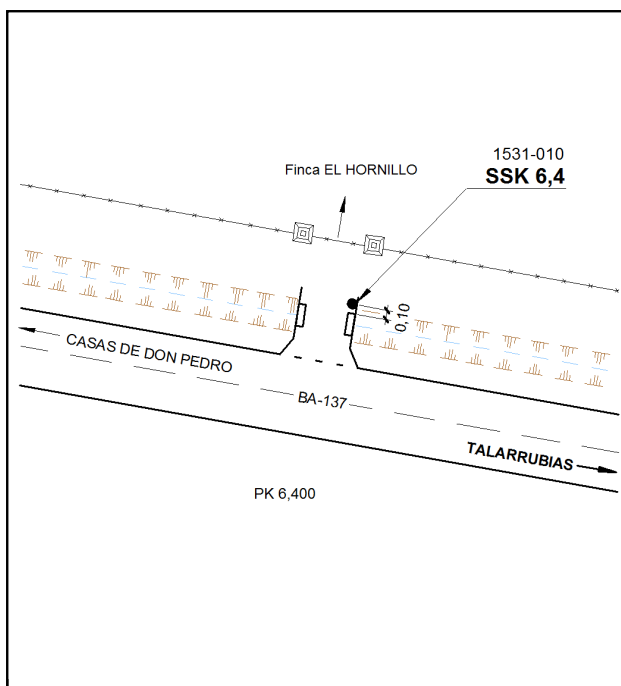 1531-010
SSK 6,4
Finca EL HORNILLO
0,10
CASAS DE DON PEDRO
BA-137
TALARRUBIAS
PK 6,400